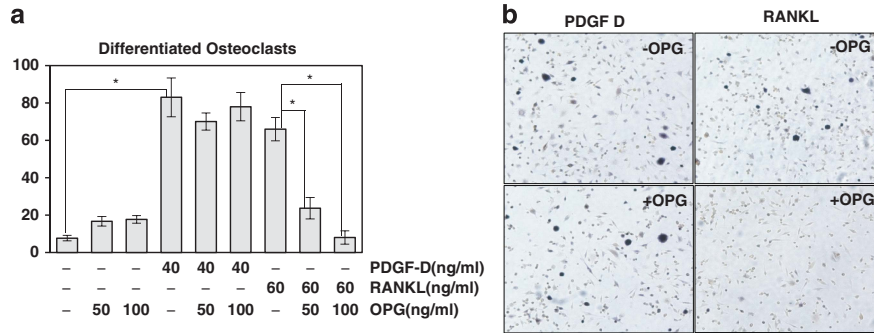 a
Differentiated Osteoclasts
100
80
60
40
20
0
* * *
– – – 40 40 40 – – – PDGF-D(ng/ml)
– – – – – – 60 60 60 RANKL(ng/ml)
– 50 100 – 50 100 – 50 100 OPG(ng/ml)
b
PDGF D RANKL
-OPG -OPG
+OPG +OPG